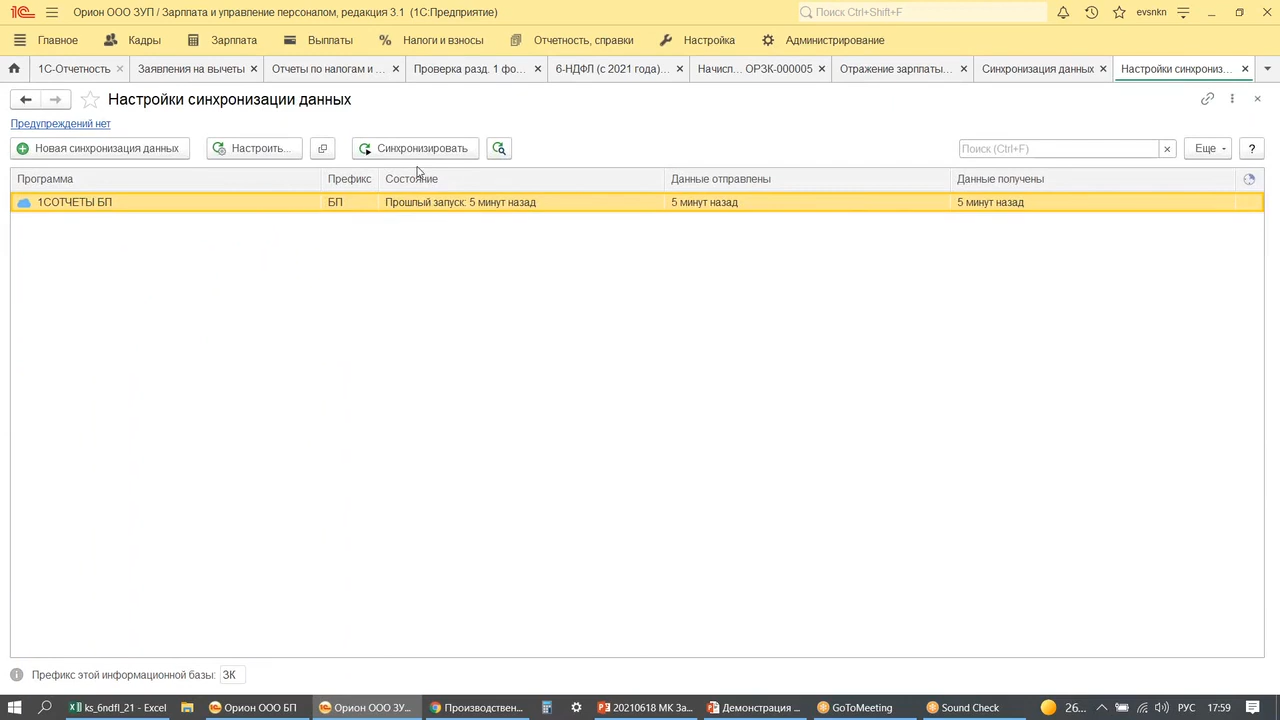 Орион ООО ЗУП / Зарплата и управление персоналом, редакция 3.1 (1С:Предприятие)
Поиск Ctrl+Shift+F
evsnkn
Главное
Кадры
Зарплата
Выплаты
Налоги и взносы
Отчетность, справки
Настройка
Администрирование
1С-Отчетность
Заявления на вычеты
Отчеты по налогам и ...
Проверка разд. 1 фо...
6-НДФЛ (с 2021 года)...
Начисл... ОРЗК-000005
Отражение зарплаты...
Синхронизация данных
Настройки синхрониз...
Настройки синхронизации данных
Предупреждений нет
Новая синхронизация данных
Настроить...
Синхронизировать
Поиск (Ctrl+F)
Еще
?
Программа
Префикс
Состояние
Данные отправлены
Данные получены
1СОТЧЕТЫ БП
БП
Прошлый запуск: 5 минут назад
5 минут назад
5 минут назад
Префикс этой информационной базы: ЗК
ks_6ndfl_21 - Excel
Орион ООО БП ...
Орион ООО ЗУ...
Производствен...
20210618 МК За...
Демонстрация ...
GoToMeeting
Sound Check
26...
РУС
17:59